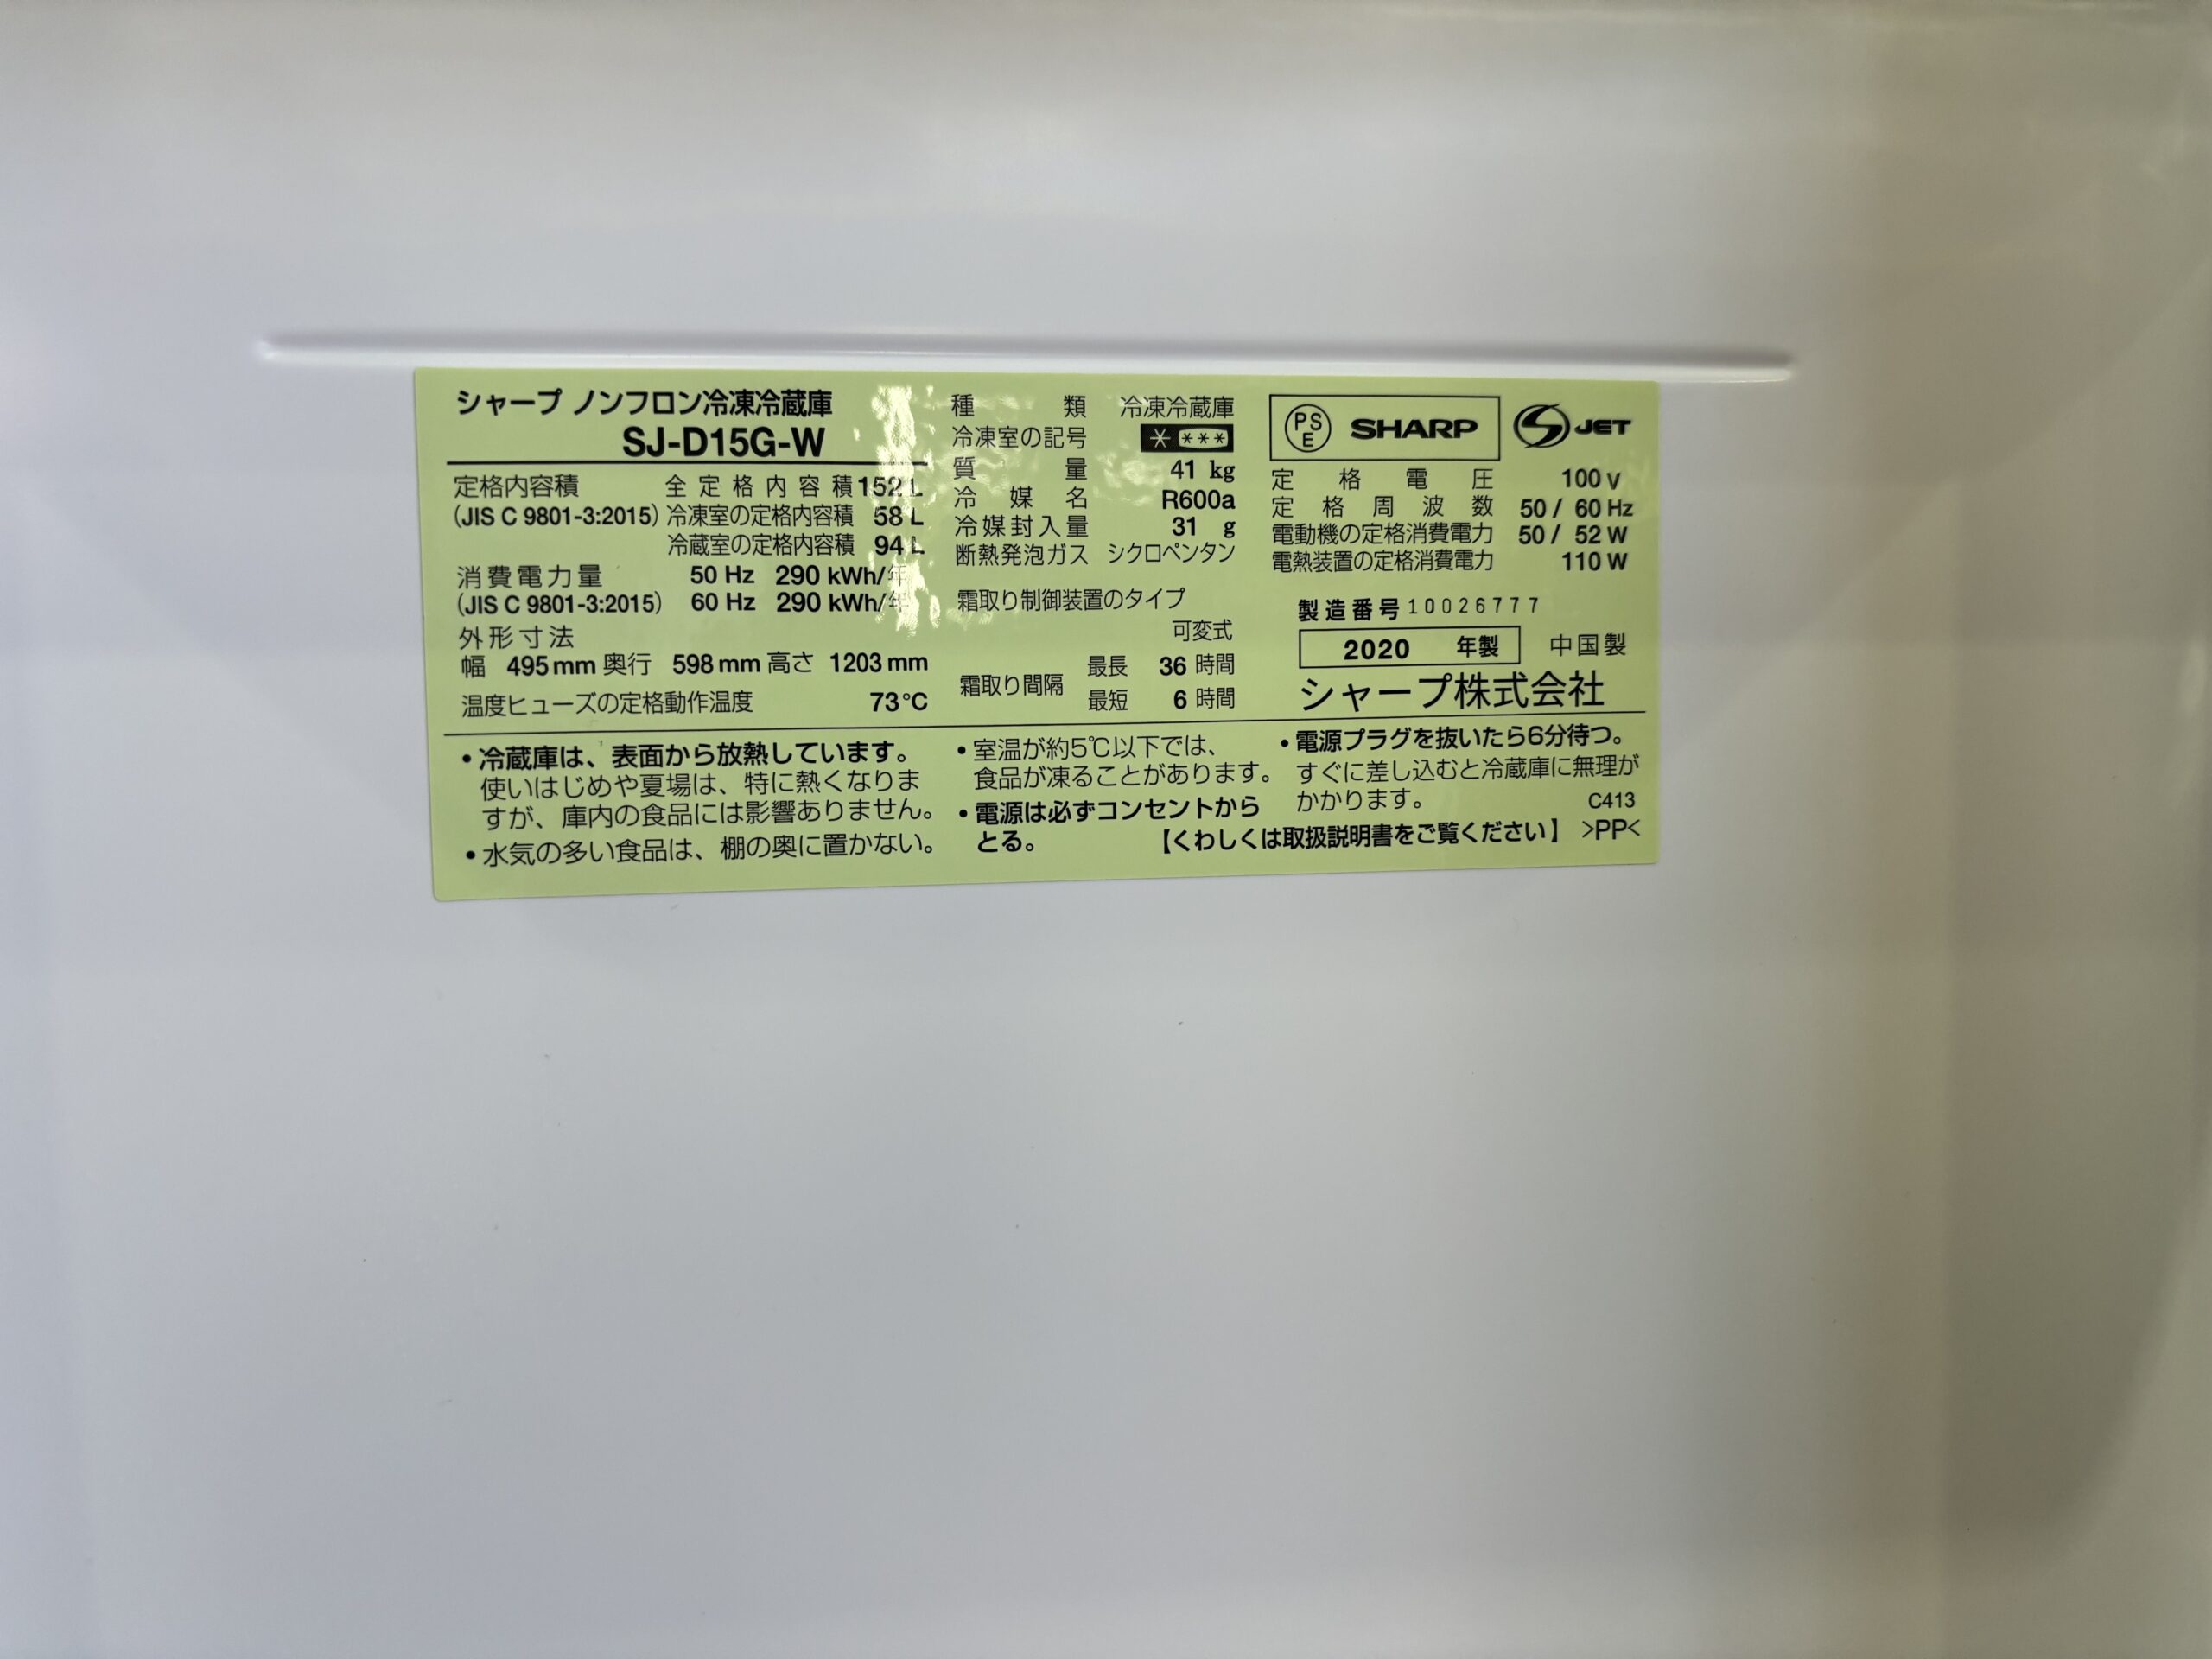 シャープ ノンフロン冷凍冷蔵庫
SJ-D15G-W
定格内容積 全定格内容積 152 L
(JIS C 9801-3:2015) 冷凍室の定格内容積 58 L
冷蔵室の定格内容積 94 L
消費電力量 50 Hz 290 kWh/年
(JIS C 9801-3:2015) 60 Hz 290 kWh/年
外形寸法
幅 495 mm 奥行 598 mm 高さ 1203 mm
温度ヒューズの定格動作温度 73℃
種類 冷凍冷蔵庫
冷凍室の記号 * ***
質量 41 kg
冷媒名 R600a
冷媒封入量 31 g
断熱発泡ガス シクロペンタン
霜取り制御装置のタイプ
可変式
霜取り間隔 最長 36 時間
最短 6 時間
PSE SHARP S JET
定格電圧 100 V
定格周波数 50 / 60 Hz
電動機の定格消費電力 50 / 52 W
電熱装置の定格消費電力 110 W
製造番号 10026777
2020 年製 中国製
シャープ株式会社
・冷蔵庫は、表面から放熱しています。
使いはじめや夏場は、特に熱くなりま
すが、庫内の食品には影響ありません。
・水気の多い食品は、棚の奥に置かない。
・室温が約5℃以下では、
食品が凍ることがあります。
・電源は必ずコンセントから
とる。
・電源プラグを抜いたら6分待つ。
すぐに差し込むと冷蔵庫に無理が
かかります。 C413
【くわしくは取扱説明書をご覧ください】 >PP<